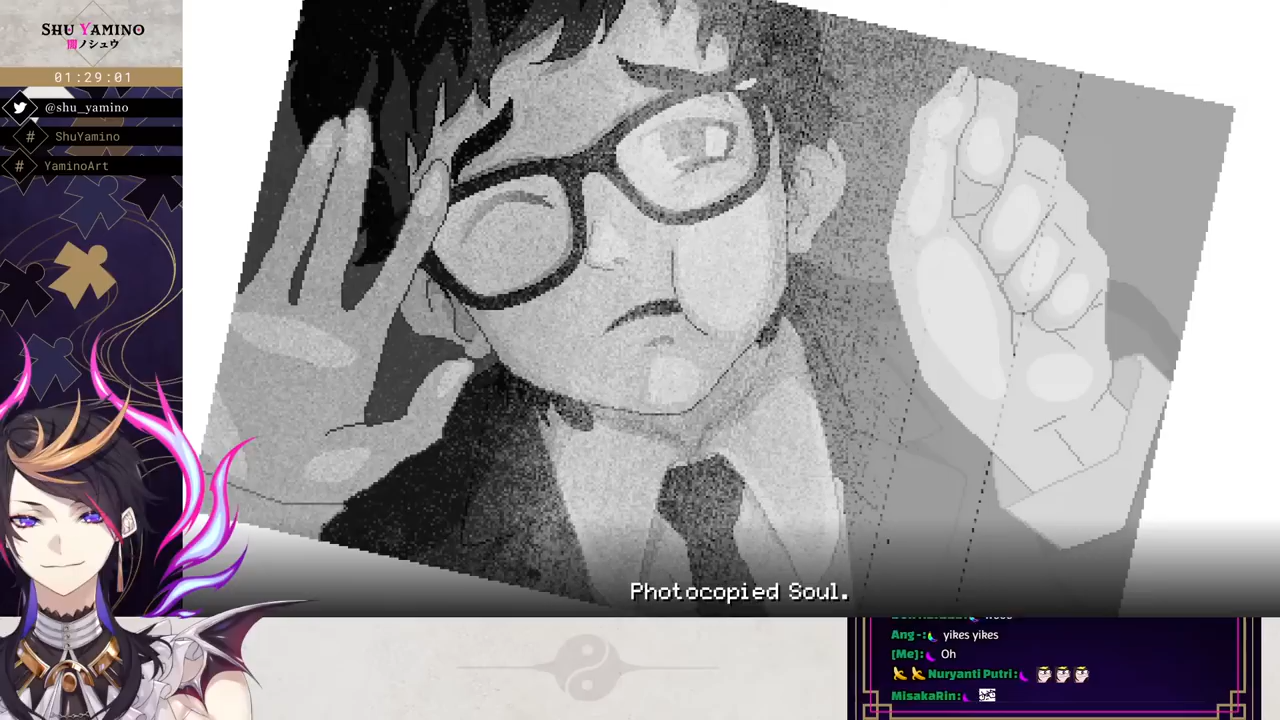 SHU YAMINO
闇ノシュウ
01:29:01
@shu_yamino
# ShuYamino
# YaminoArt
Photocopied Soul.
Ang -: yikes yikes
[Me]: Oh
Nuryanti Putri:
MisakaRin: